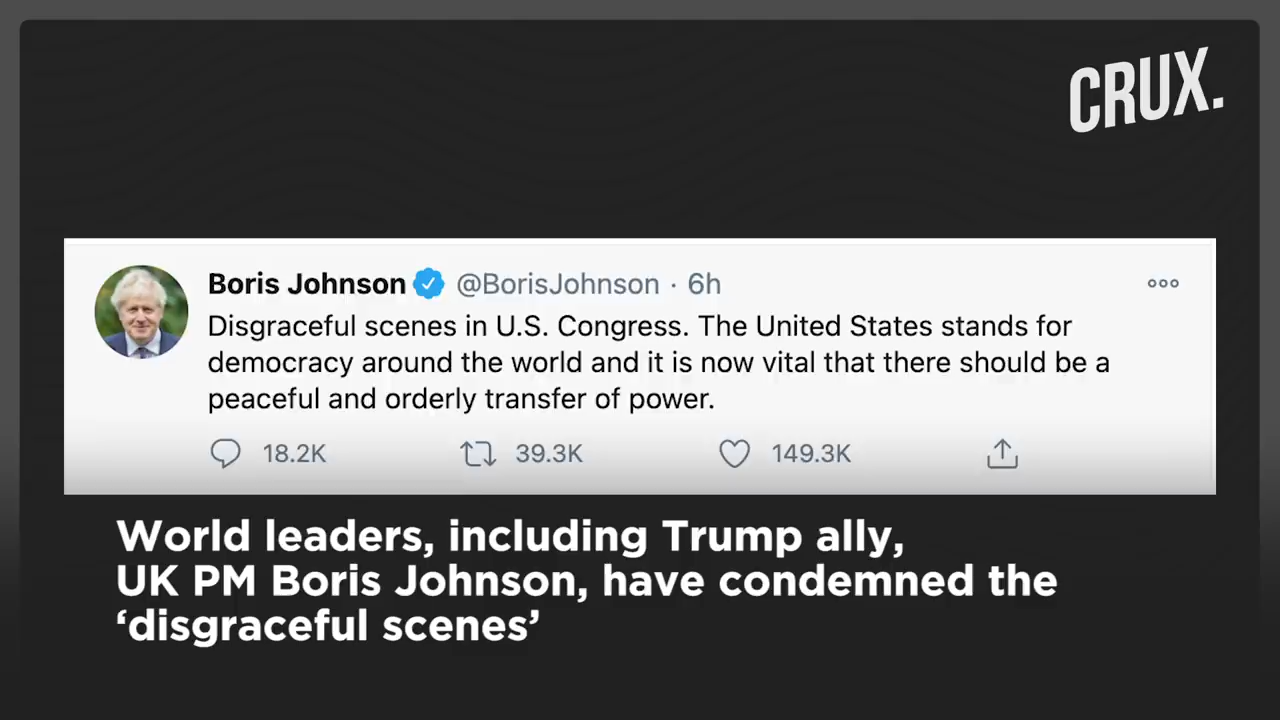 CRUX.
Boris Johnson @BorisJohnson · 6h
Disgraceful scenes in U.S. Congress. The United States stands for
democracy around the world and it is now vital that there should be a
peaceful and orderly transfer of power.
18.2K 39.3K 149.3K
World leaders, including Trump ally,
UK PM Boris Johnson, have condemned the
‘disgraceful scenes’